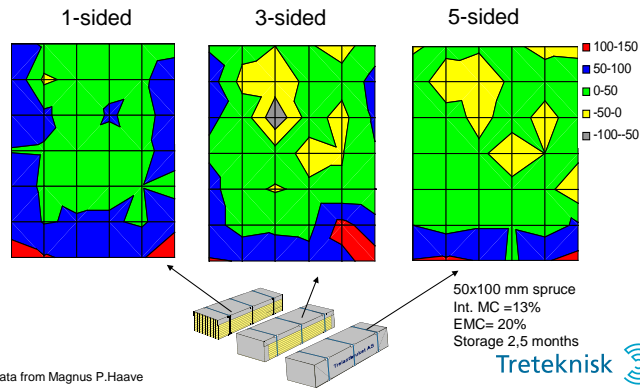 1-sided
3-sided
5-sided
100-150
50-100
0-50
-50-0
-100--50
50x100 mm spruce
Int. MC =13%
EMC= 20%
Storage 2,5 months
Treteknisk
ata from Magnus P.Haave